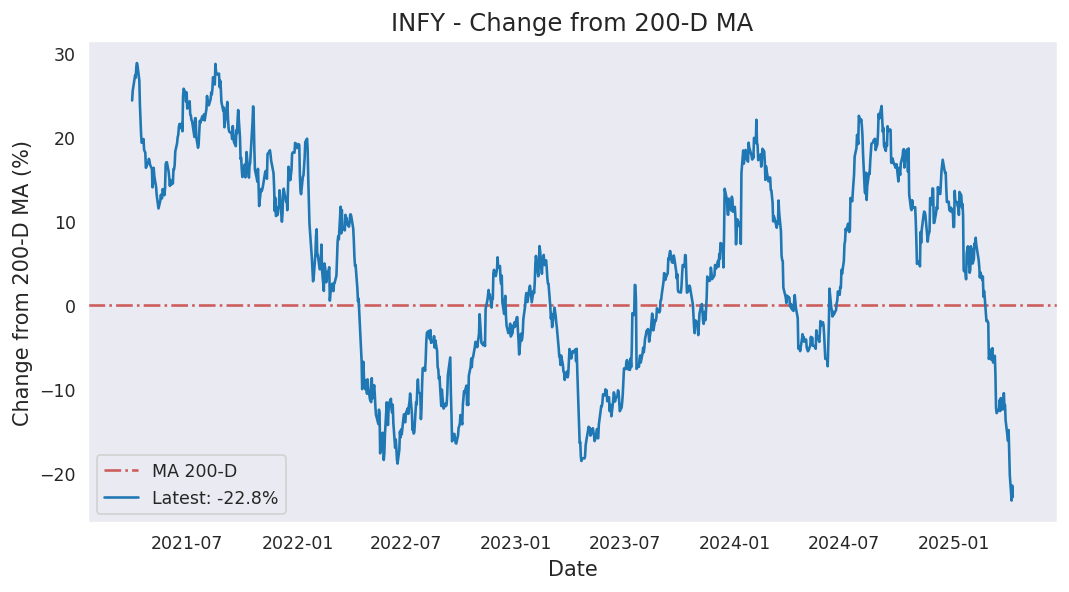 INFY - Change from 200-D MA
Change from 200-D MA (%)
30
20
10
0
−10
−20
MA 200-D
Latest: -22.8%
2021-07 2022-01 2022-07 2023-01 2023-07 2024-01 2024-07 2025-01
Date